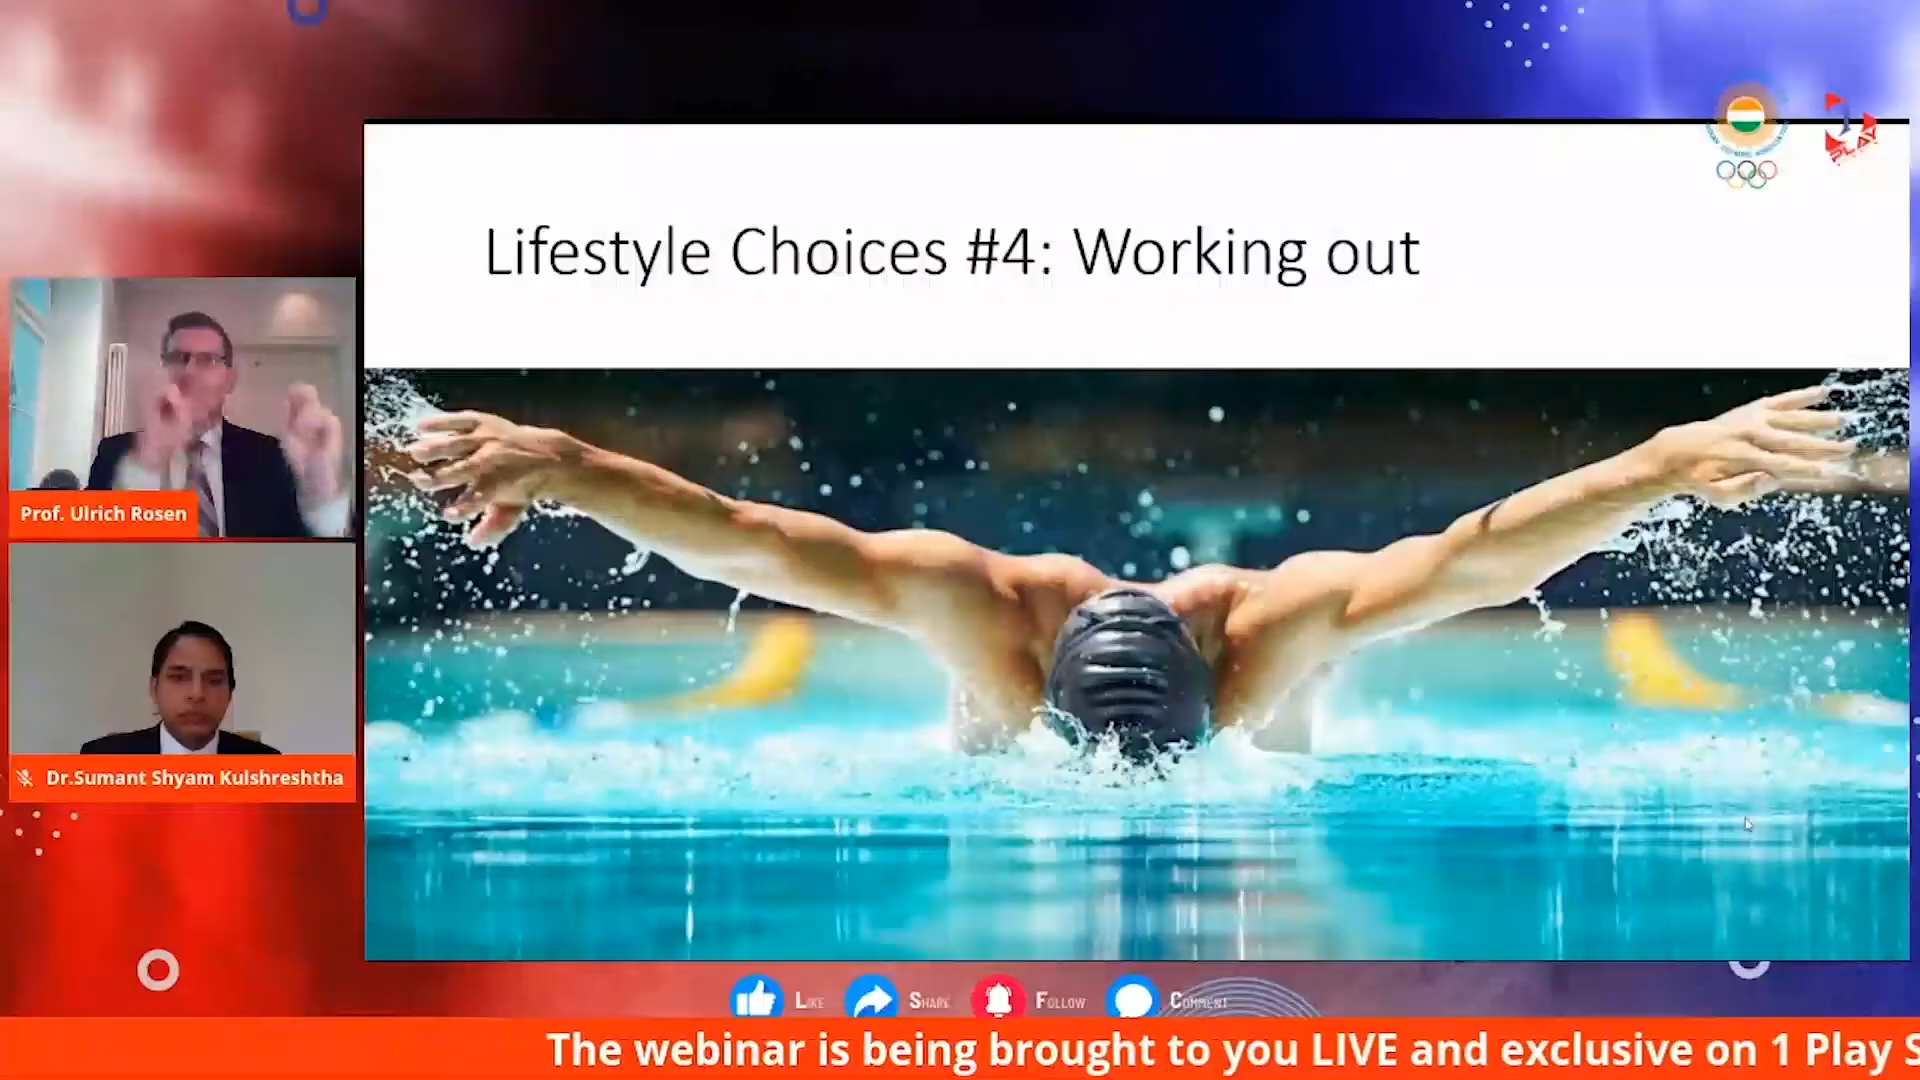 PLAY
Lifestyle Choices #4: Working out
Prof. Ulrich Rosen
Dr.Sumant Shyam Kulshreshtha
LIKE
SHARE
FOLLOW
COMMENT
The webinar is being brought to you LIVE and exclusive on 1 Play S